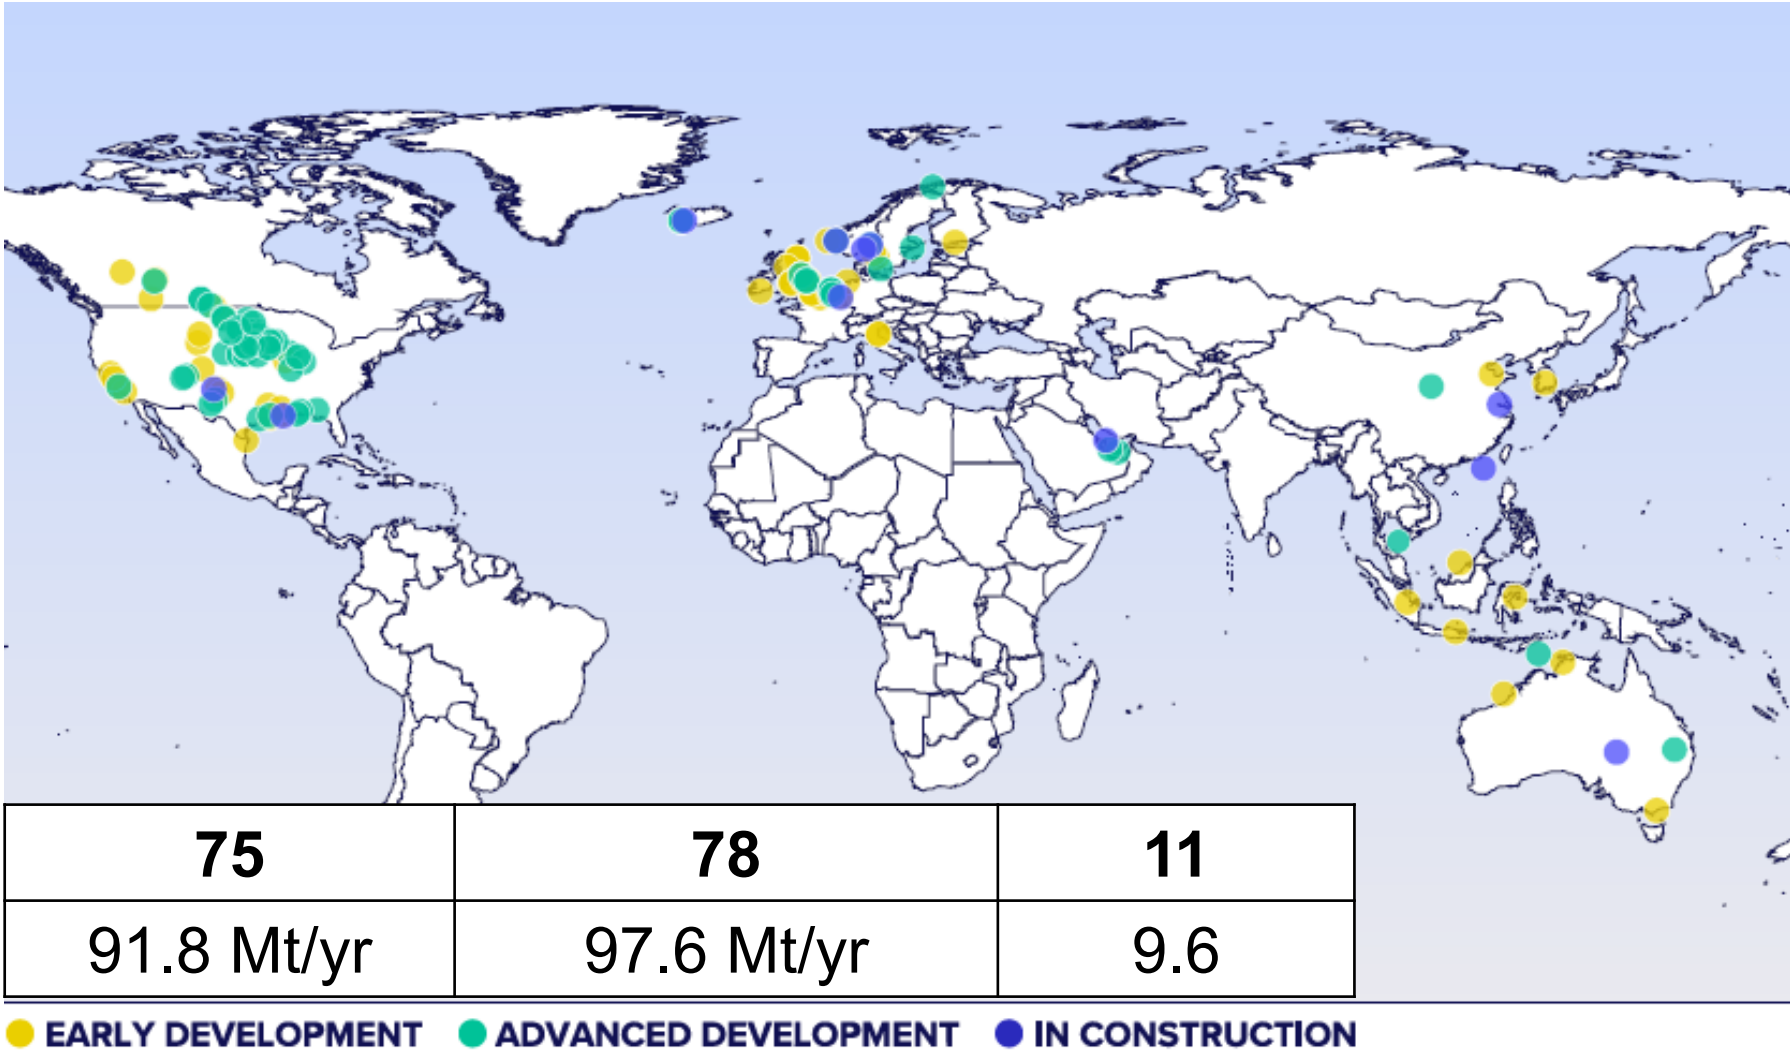 75 78 11
91.8 Mt/yr 97.6 Mt/yr 9.6
EARLY DEVELOPMENT ADVANCED DEVELOPMENT IN CONSTRUCTION